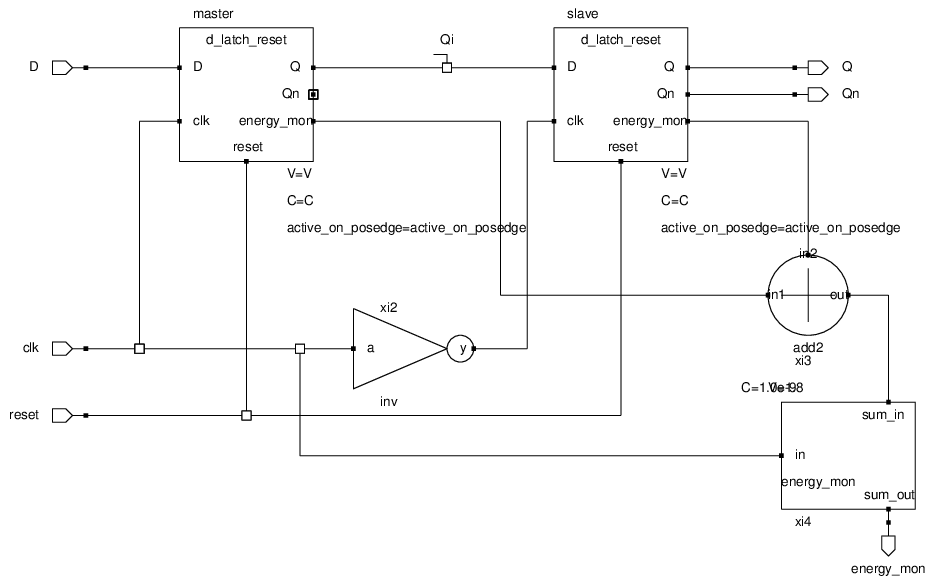 master
slave
d_latch_reset
d_latch_reset
Qi
D
D
Q
D
Q
Q
Qn
Qn
Qn
clk
energy_mon
clk
energy_mon
reset
reset
V=V
V=V
C=C
C=C
active_on_posedge=active_on_posedge
active_on_posedge=active_on_posedge
in2
in1
out
xi2
clk
a
y
add2
xi3
inv
reset
sum_in
in
energy_mon
sum_out
xi4
energy_mon